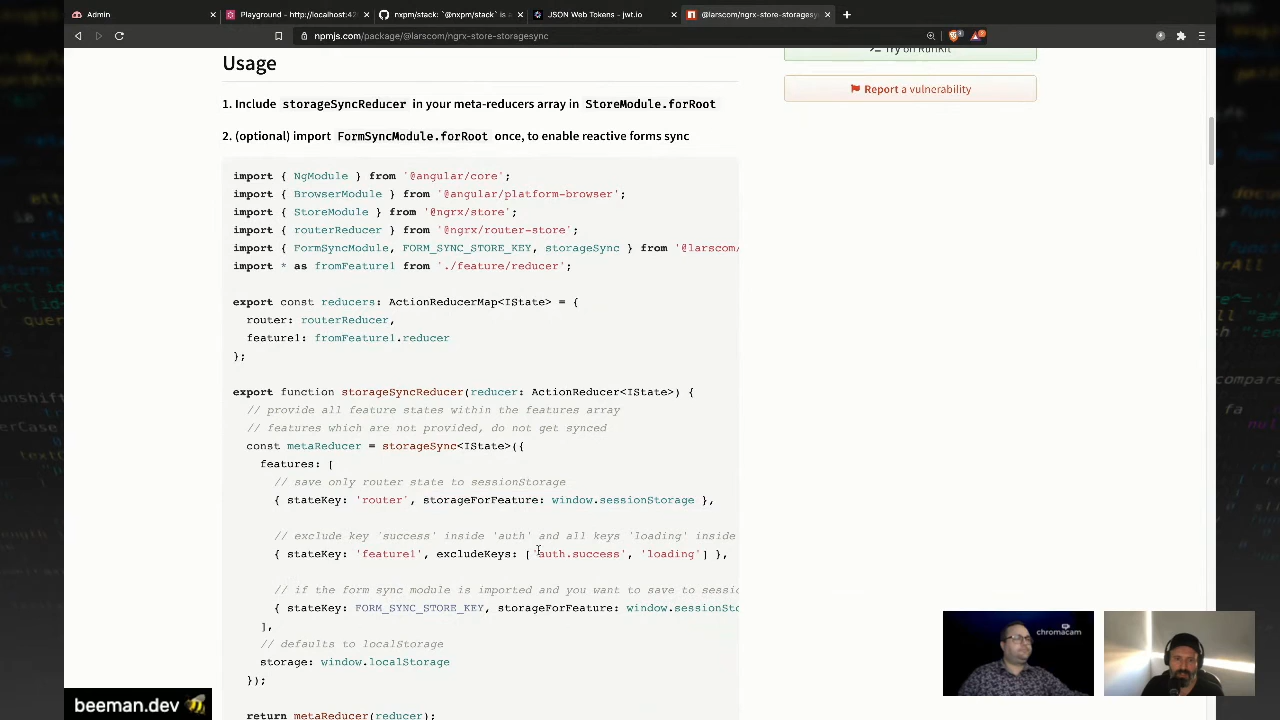 Admin
Playground - http://localhost:42
nxpm/stack: `@nxpm/stack` is a
JSON Web Tokens - jwt.io
@larscom/ngrx-store-storagesyn
npmjs.com/package/@larscom/ngrx-store-storagesync
Try on RunKit
Report a vulnerability
Usage
1. Include storageSyncReducer in your meta-reducers array in StoreModule.forRoot
2. (optional) import FormSyncModule.forRoot once, to enable reactive forms sync
import { NgModule } from '@angular/core';
import { BrowserModule } from '@angular/platform-browser';
import { StoreModule } from '@ngrx/store';
import { routerReducer } from '@ngrx/router-store';
import { FormSyncModule, FORM_SYNC_STORE_KEY, storageSync } from '@larscom/
import * as fromFeature1 from './feature/reducer';
export const reducers: ActionReducerMap<IState> = {
router: routerReducer,
feature1: fromFeature1.reducer
};
export function storageSyncReducer(reducer: ActionReducer<IState>) {
// provide all feature states within the features array
// features which are not provided, do not get synced
const metaReducer = storageSync<IState>({
features: [
// save only router state to sessionStorage
{ stateKey: 'router', storageForFeature: window.sessionStorage },
// exclude key 'success' inside 'auth' and all keys 'loading' inside
{ stateKey: 'feature1', excludeKeys: ['auth.success', 'loading'] },
// if the form sync module is imported and you want to save to sessio
{ stateKey: FORM_SYNC_STORE_KEY, storageForFeature: window.sessionSto
],
// defaults to localStorage
storage: window.localStorage
});
return metaReducer(reducer);
chromacam
beeman.dev